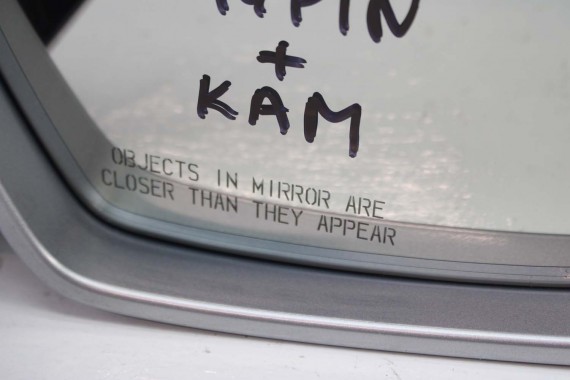 +
KAM
OBJECTS IN MIRROR ARE
CLOSER THAN THEY APPEAR